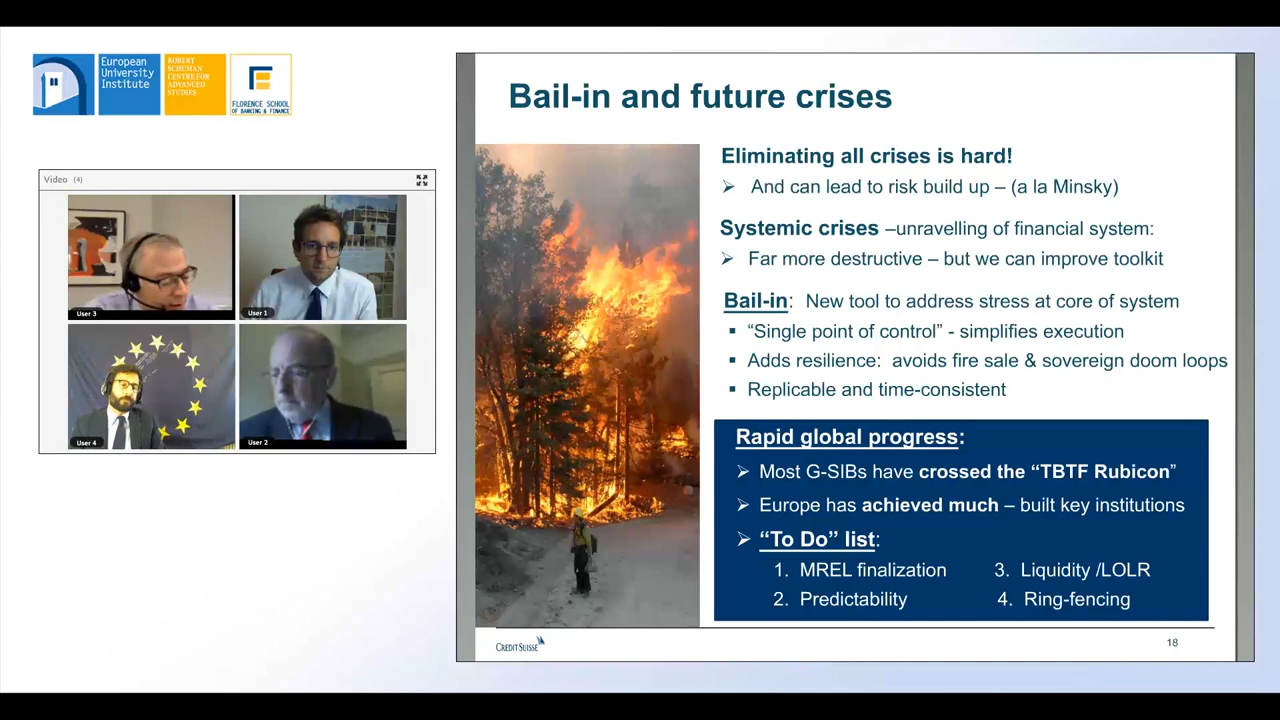 European
University
Institute
ROBERT
SCHUMAN
CENTRE FOR
ADVANCED
STUDIES
FLORENCE SCHOOL
OF BANKING & FINANCE
Video (4)
User 3
User 1
User 4
User 2
Bail-in and future crises
Eliminating all crises is hard!
➢ And can lead to risk build up – (a la Minsky)
Systemic crises –unravelling of financial system:
➢ Far more destructive – but we can improve toolkit
Bail-in: New tool to address stress at core of system
▪ “Single point of control” - simplifies execution
▪ Adds resilience: avoids fire sale & sovereign doom loops
▪ Replicable and time-consistent
Rapid global progress:
➢ Most G-SIBs have crossed the “TBTF Rubicon”
➢ Europe has achieved much – built key institutions
➢ “To Do” list:
1. MREL finalization 3. Liquidity /LOLR
2. Predictability 4. Ring-fencing
CREDIT SUISSE
18